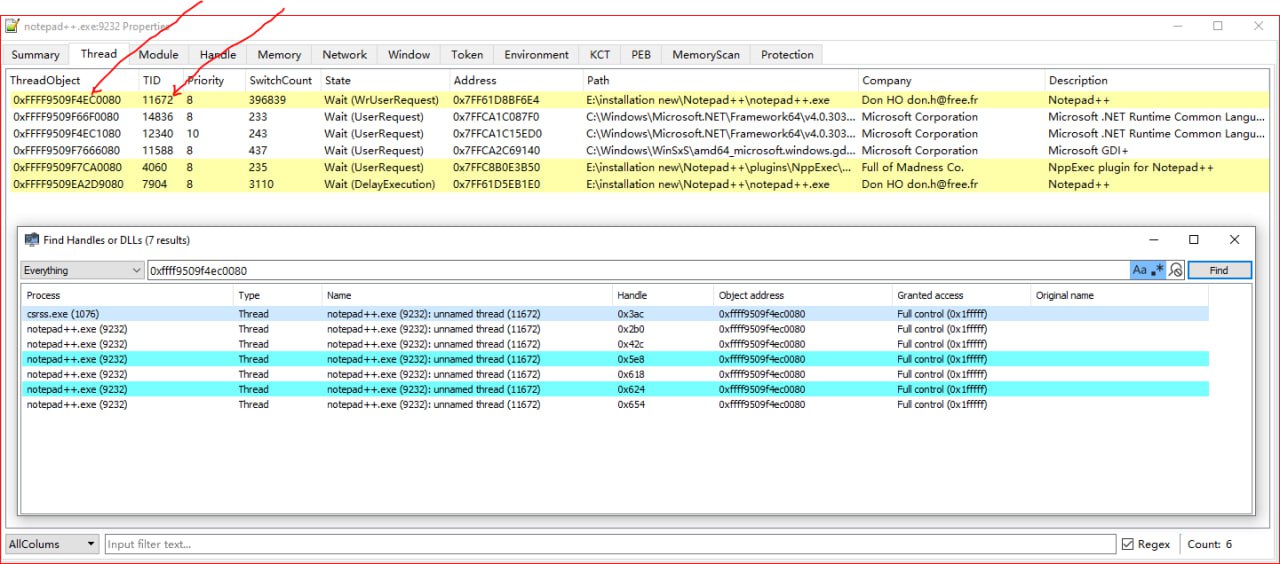 notepad++.exe:9232 Properties
Summary Thread Module Handle Memory Network Window Token Environment KCT PEB MemoryScan Protection
ThreadObject TID Priority SwitchCount State Address Path Company Description
0xFFFF9509F4EC0080 11672 8 396839 Wait (WrUserRequest) 0x7FF61D8BF6E4 E:\installation new\Notepad++\notepad++.exe Don HO don.h@free.fr Notepad++
0xFFFF9509F66F0080 14836 8 233 Wait (UserRequest) 0x7FFCA1C087F0 C:\Windows\Microsoft.NET\Framework64\v4.0.303... Microsoft Corporation Microsoft .NET Runtime Common Langu...
0xFFFF9509F4EC1080 12340 10 243 Wait (UserRequest) 0x7FFCA1C15ED0 C:\Windows\Microsoft.NET\Framework64\v4.0.303... Microsoft Corporation Microsoft .NET Runtime Common Langu...
0xFFFF9509F7666080 11588 8 437 Wait (UserRequest) 0x7FFCA2C69140 C:\Windows\WinSxS\amd64_microsoft.windows.gd... Microsoft Corporation Microsoft GDI+
0xFFFF9509F7CA0080 4060 8 235 Wait (UserRequest) 0x7FFC8B0E3B50 E:\installation new\Notepad++\plugins\NppExec\... Full of Madness Co. NppExec plugin for Notepad++
0xFFFF9509EA2D9080 7904 8 3110 Wait (DelayExecution) 0x7FF61D5EB1E0 E:\installation new\Notepad++\notepad++.exe Don HO don.h@free.fr Notepad++
Find Handles or DLLs (7 results)
Everything 0xffff9509f4ec0080 Aa .* Find
Process Type Name Handle Object address Granted access Original name
csrss.exe (1076) Thread notepad++.exe (9232): unnamed thread (11672) 0x3ac 0xffff9509f4ec0080 Full control (0x1fffff)
notepad++.exe (9232) Thread notepad++.exe (9232): unnamed thread (11672) 0x2b0 0xffff9509f4ec0080 Full control (0x1fffff)
notepad++.exe (9232) Thread notepad++.exe (9232): unnamed thread (11672) 0x42c 0xffff9509f4ec0080 Full control (0x1fffff)
notepad++.exe (9232) Thread notepad++.exe (9232): unnamed thread (11672) 0x5e8 0xffff9509f4ec0080 Full control (0x1fffff)
notepad++.exe (9232) Thread notepad++.exe (9232): unnamed thread (11672) 0x618 0xffff9509f4ec0080 Full control (0x1fffff)
notepad++.exe (9232) Thread notepad++.exe (9232): unnamed thread (11672) 0x624 0xffff9509f4ec0080 Full control (0x1fffff)
notepad++.exe (9232) Thread notepad++.exe (9232): unnamed thread (11672) 0x654 0xffff9509f4ec0080 Full control (0x1fffff)
AllColums Input filter text... Regex Count: 6